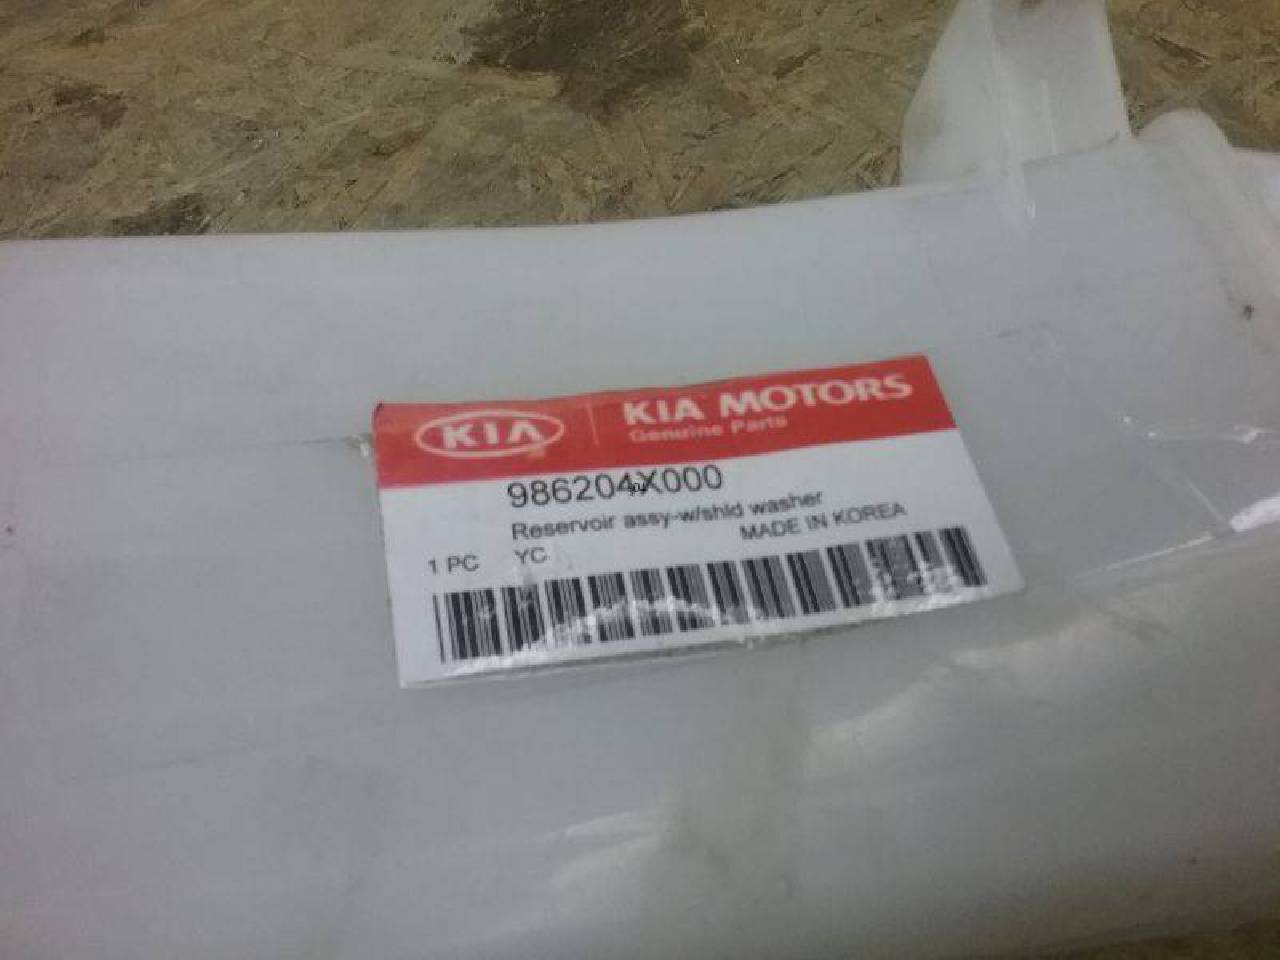 KIA
KIA MOTORS
Genuine Parts
986204X000
Reservoir assy-w/shld washer
MADE IN KOREA
1 PC YC